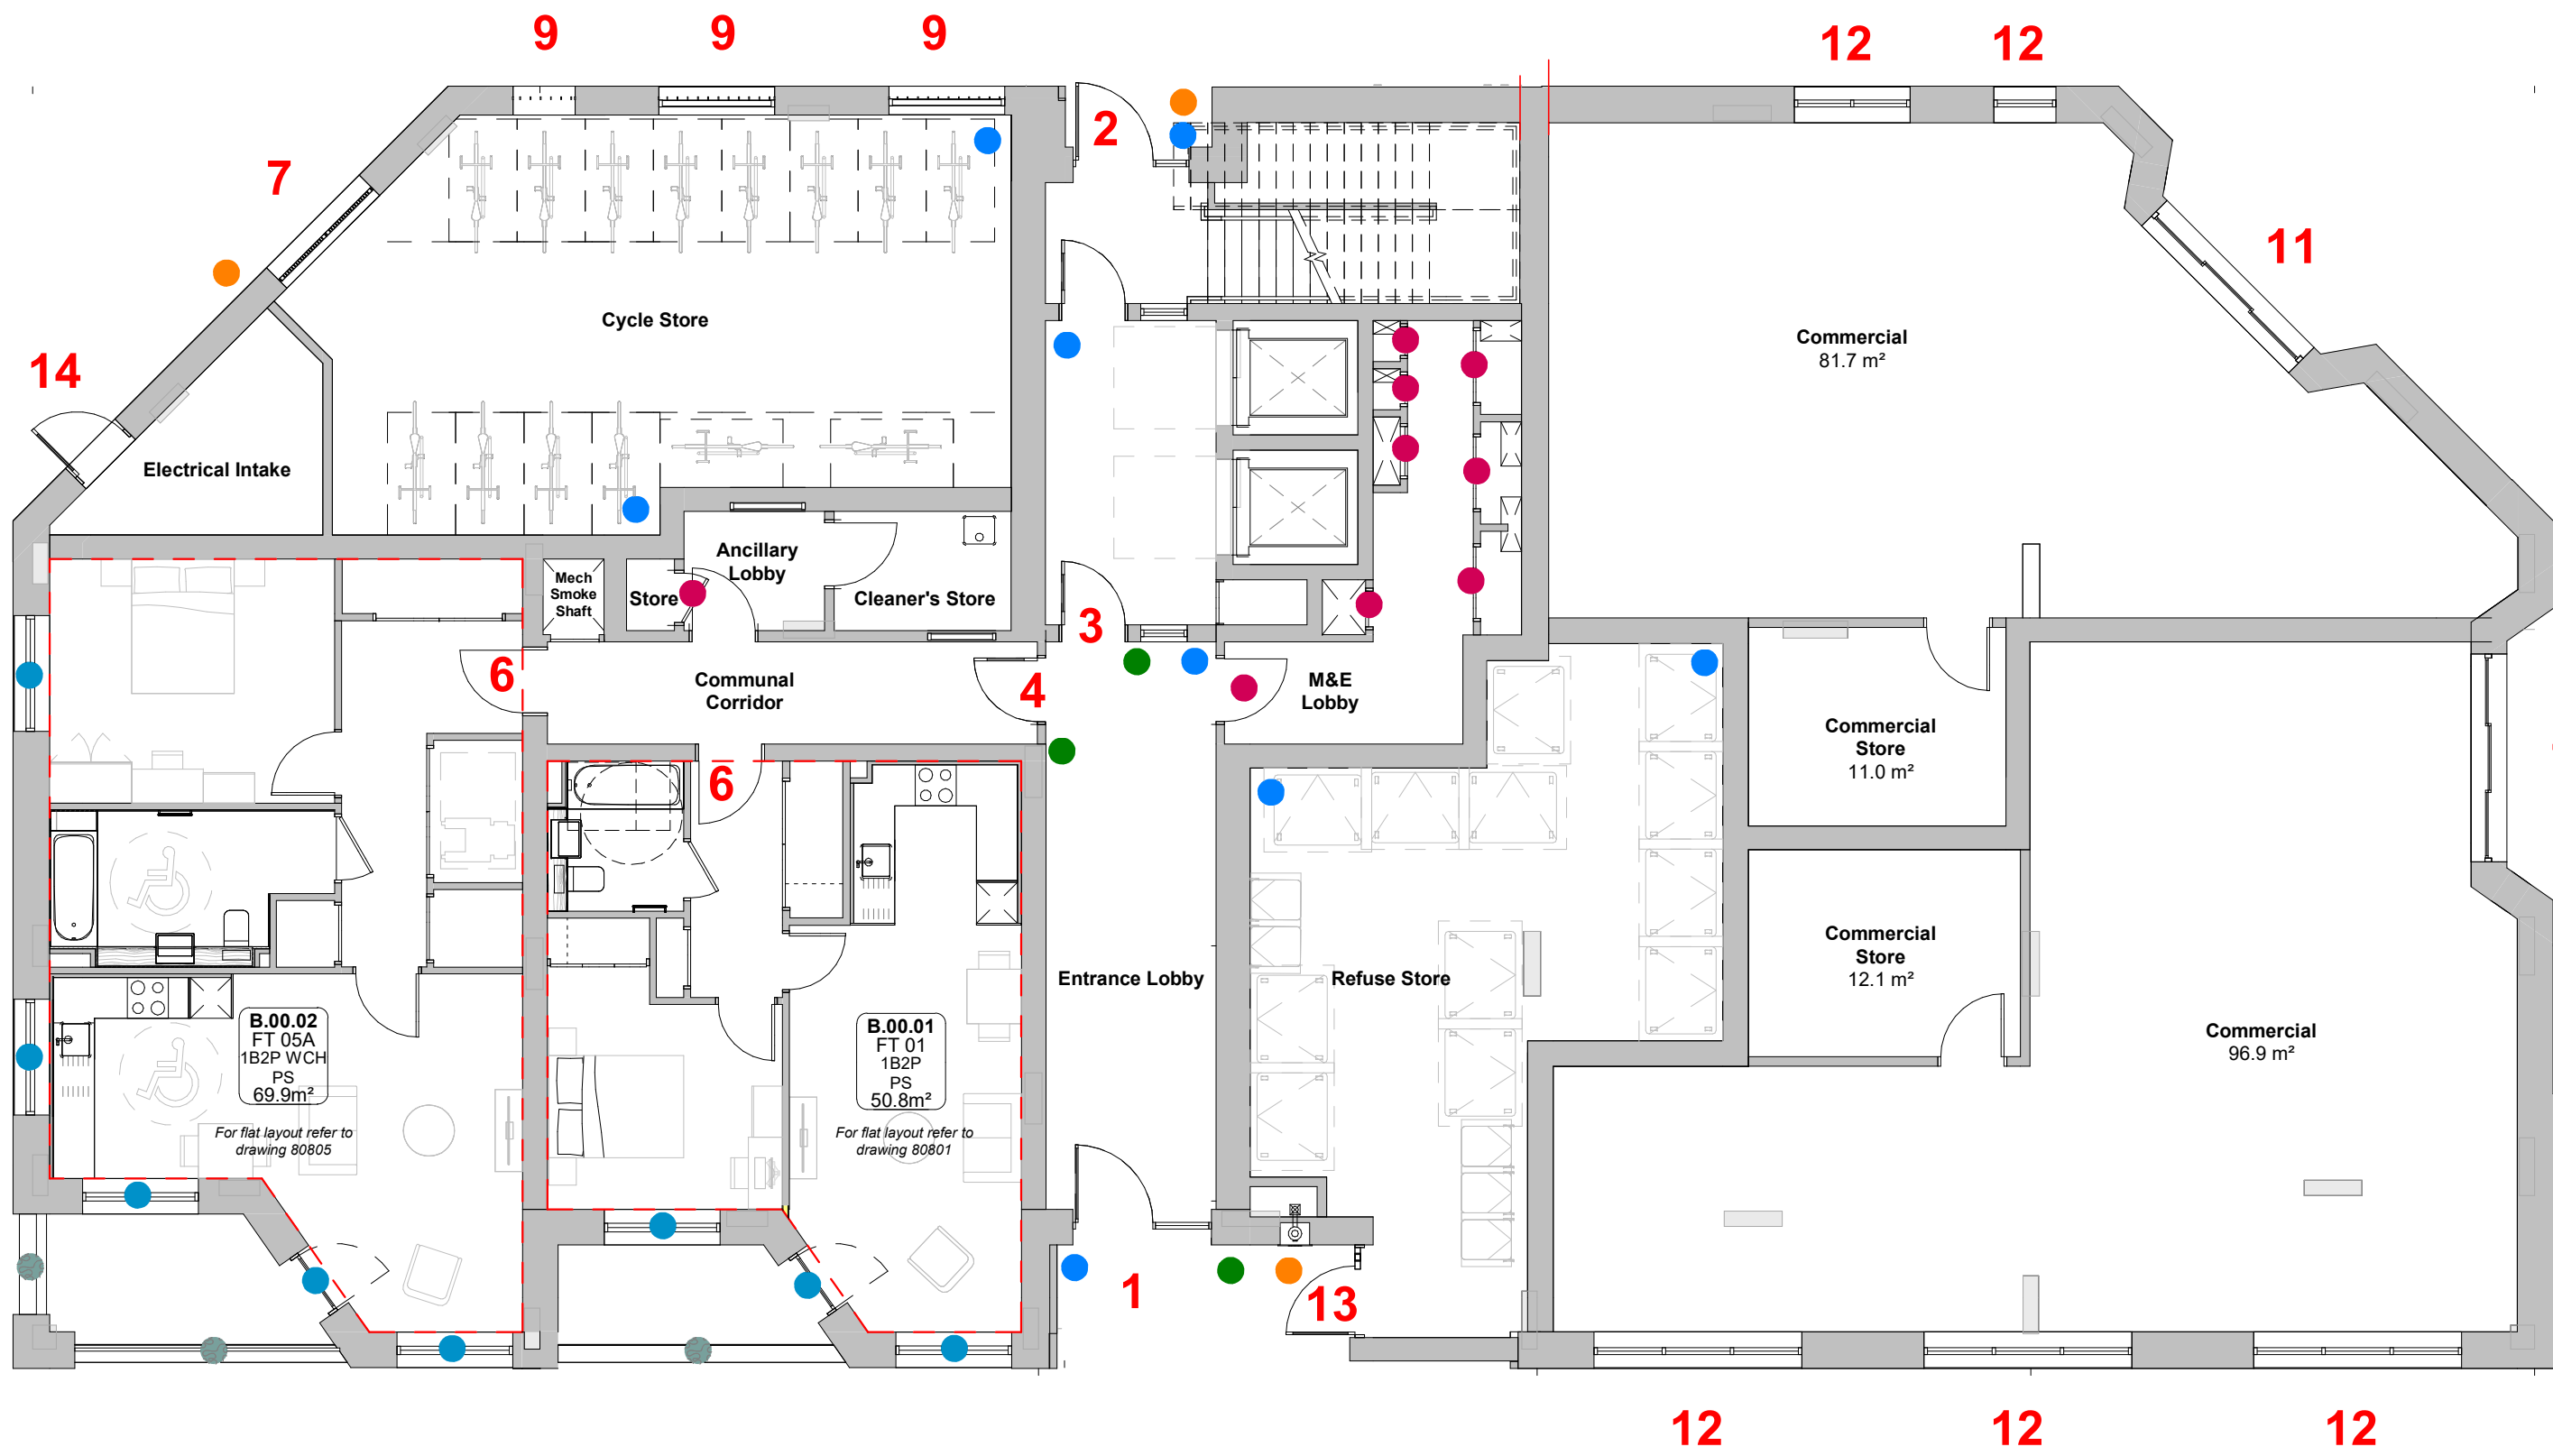 9
9
9
12
12
2
7
11
Cycle Store
Commercial
81.7 m²
14
Electrical Intake
Ancillary
Lobby
Mech
Smoke
Shaft
Store
Cleaner's Store
3
6
Communal
Corridor
4
M&E
Lobby
Commercial
Store
11.0 m²
6
Commercial
Store
12.1 m²
Entrance Lobby
Refuse Store
B.00.02
FT 05A
1B2P WCH
PS
69.9m²
For flat layout refer to
drawing 80805
B.00.01
FT 01
1B2P
PS
50.8m²
For flat layout refer to
drawing 80801
Commercial
96.9 m²
1
13
12
12
12